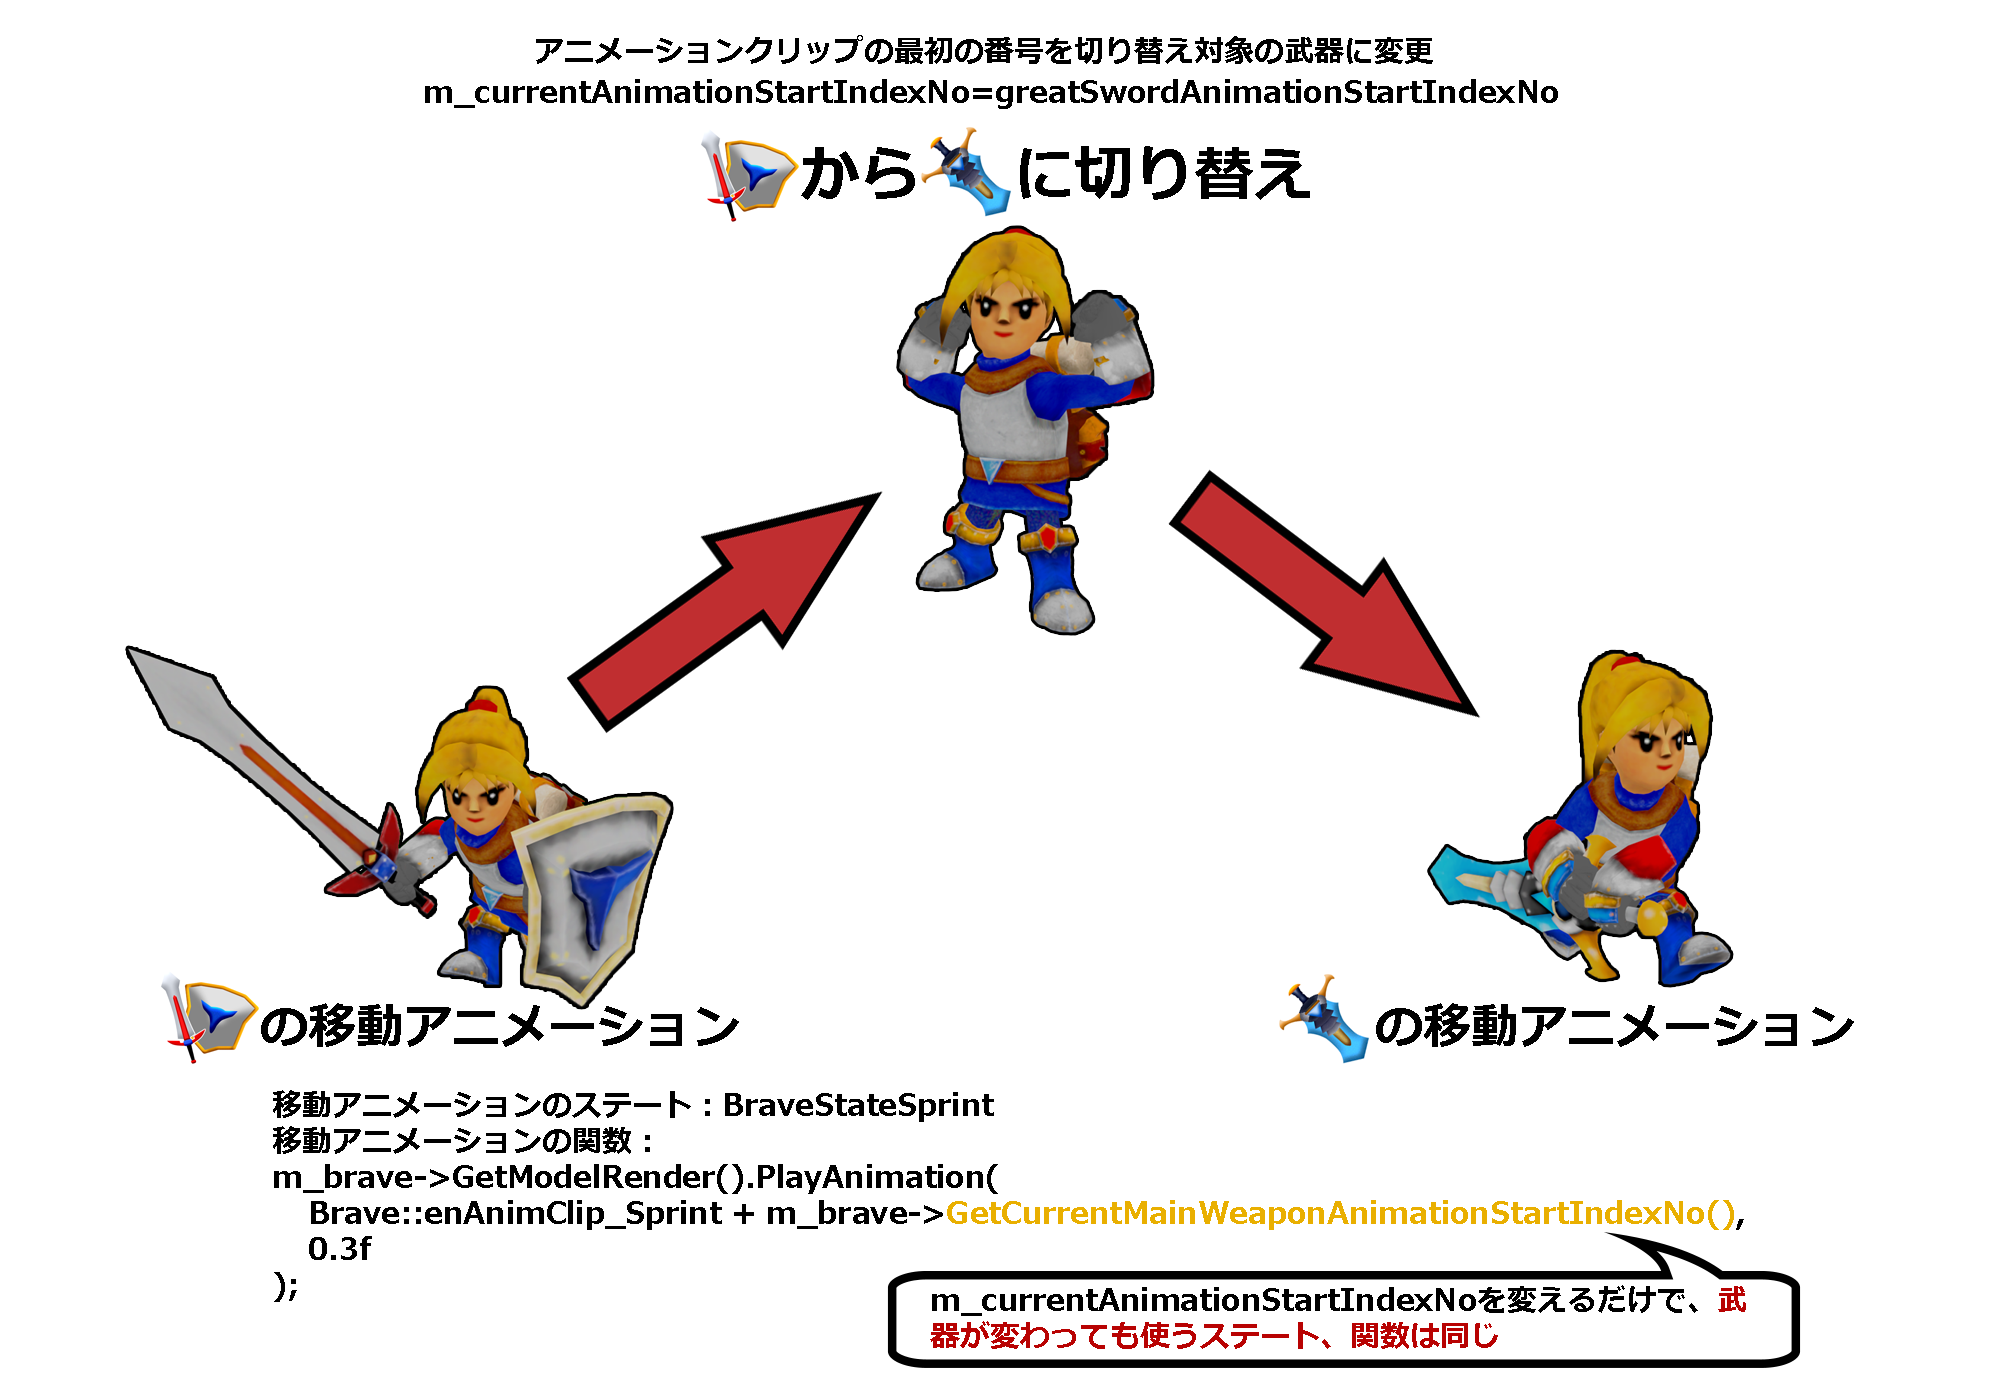 アニメーションクリップの最初の番号を切り替え対象の武器に変更
m_currentAnimationStartIndexNo=greatSwordAnimationStartIndexNo
から に切り替え
の移動アニメーション
の移動アニメーション
移動アニメーションのステート：BraveStateSprint
移動アニメーションの関数：
m_brave->GetModelRender().PlayAnimation(
Brave::enAnimClip_Sprint + m_brave->GetCurrentMainWeaponAnimationStartIndexNo(),
0.3f
);
m_currentAnimationStartIndexNoを変えるだけで、武
器が変わっても使うステート、関数は同じ